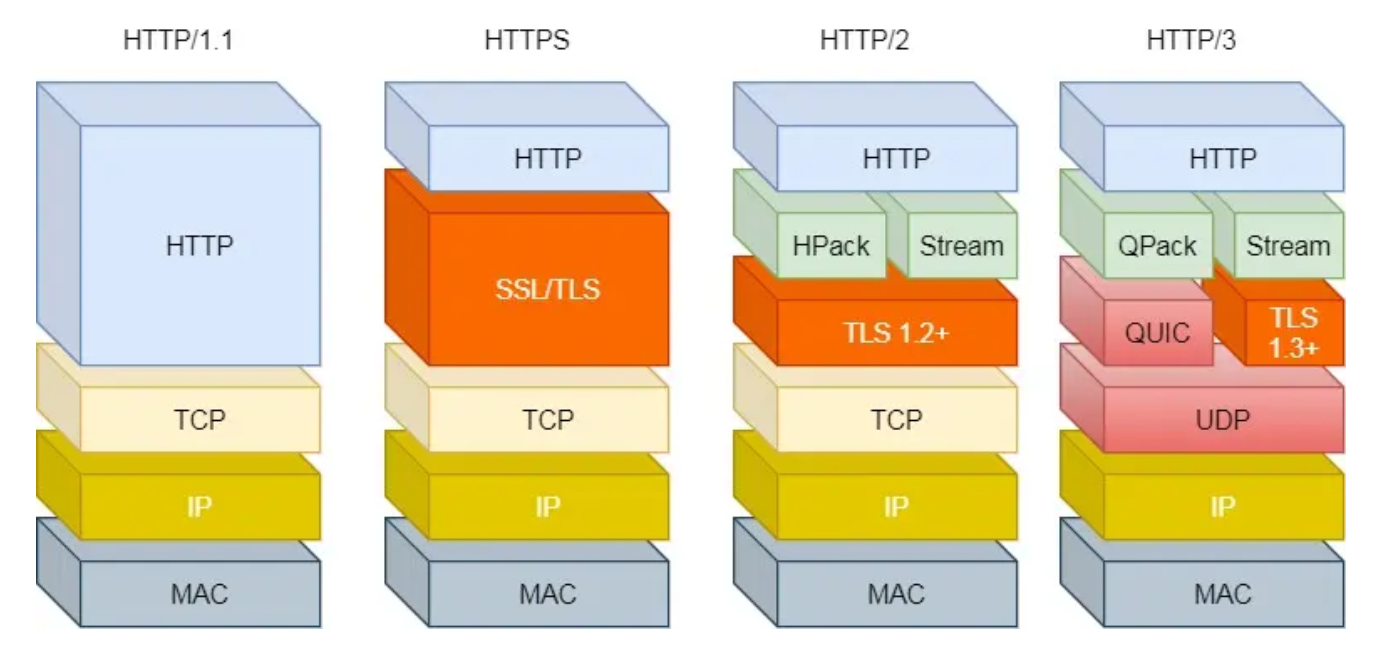 HTTP/1.1
HTTPS
HTTP/2
HTTP/3
HTTP
HTTP
HTTP
HTTP
HPack
Stream
QPack
Stream
SSL/TLS
TLS 1.2+
QUIC
TLS
1.3+
TCP
TCP
TCP
UDP
IP
IP
IP
IP
MAC
MAC
MAC
MAC